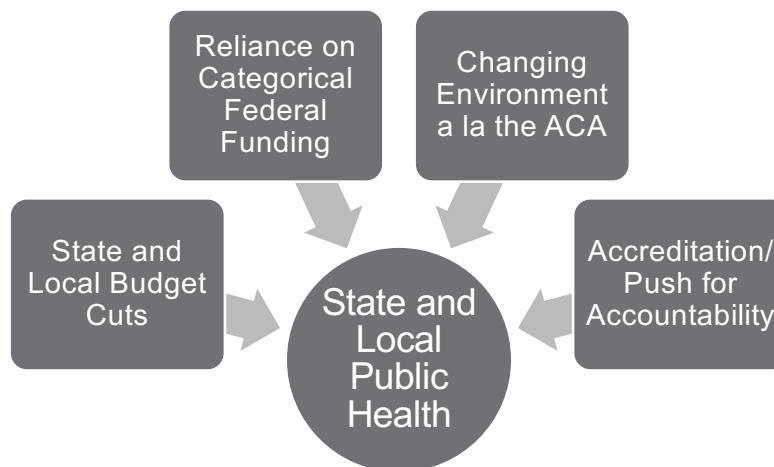 Reliance on
Categorical
Federal
Funding
Changing
Environment
a la the ACA
State and
Local Budget
Cuts
Accreditation/
Push for
Accountability
State and
Local
Public
Health